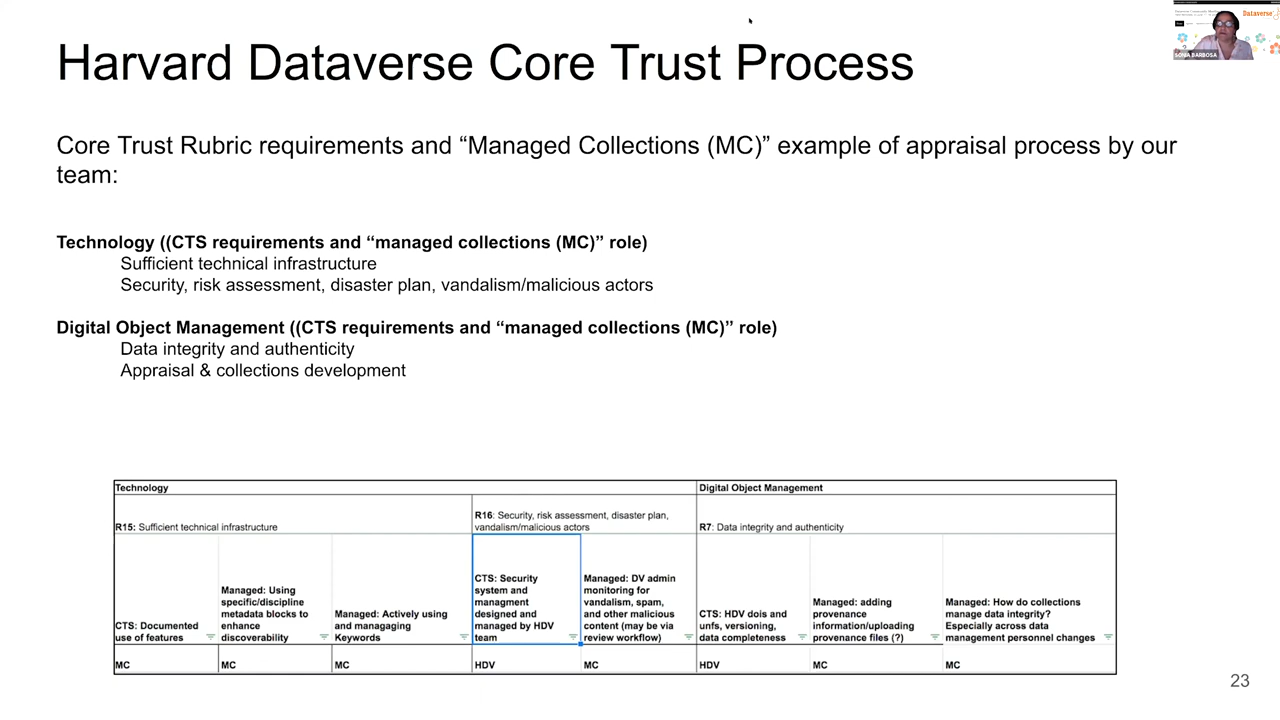 Harvard Dataverse Core Trust Process
Core Trust Rubric requirements and “Managed Collections (MC)” example of appraisal process by our
team:
Technology ((CTS requirements and “managed collections (MC)” role)
Sufficient technical infrastructure
Security, risk assessment, disaster plan, vandalism/malicious actors
Digital Object Management ((CTS requirements and “managed collections (MC)” role)
Data integrity and authenticity
Appraisal & collections development
Technology
Digital Object Management
R15: Sufficient technical infrastructure
R16: Security, risk assessment, disaster plan,
vandalism/malicious actors
R7: Data integrity and authenticity
CTS: Documented
use of features
Managed: Using
specific/discipline
metadata blocks to
enhance
discoverability
Managed: Actively using
and managaging
Keywords
CTS: Security
system and
managment
designed and
managed by HDV
team
Managed: DV admin
monitoring for
vandalism, spam,
and other malicious
content (may be via
review workflow)
CTS: HDV dois and
unfs, versioning,
data completeness
Managed: adding
provenance
information/uploading
provenance files (?)
Managed: How do collections
manage data integrity?
Especially across data
management personnel changes
MC
MC
MC
HDV
MC
HDV
MC
MC
23
Dataverse
SONIA BARBOSA